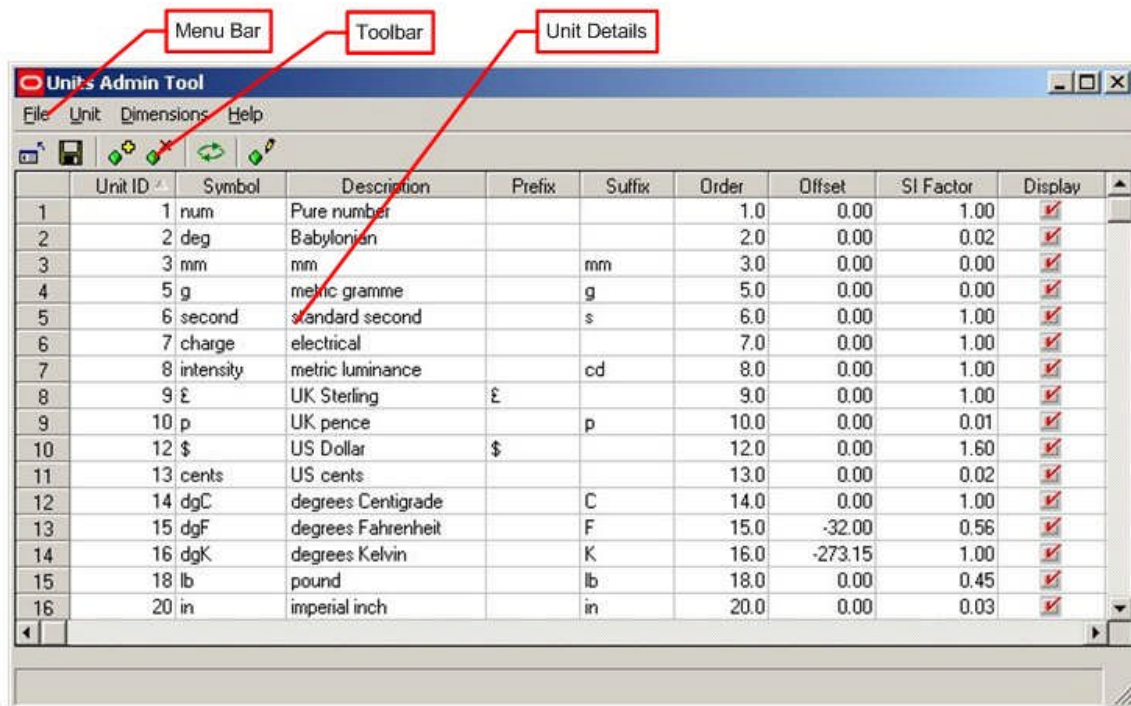 Menu Bar Toolbar Unit Details
Units Admin Tool
File Unit Dimensions Help
Unit ID Symbol Description Prefix Suffix Order Offset SI Factor Display
1 1 num Pure number 1.0 0.00 1.00
2 2 deg Babylonian 2.0 0.00 0.02
3 3 mm mm mm 3.0 0.00 0.00
4 5 g metric gramme g 5.0 0.00 0.00
5 6 second standard second s 6.0 0.00 1.00
6 7 charge electrical 7.0 0.00 1.00
7 8 intensity metric luminance cd 8.0 0.00 1.00
8 9 £ UK Sterling £ 9.0 0.00 1.00
9 10 p UK pence p 10.0 0.00 0.01
10 12 $ US Dollar $ 12.0 0.00 1.60
11 13 cents US cents 13.0 0.00 0.02
12 14 dgC degrees Centigrade C 14.0 0.00 1.00
13 15 dgF degrees Fahrenheit F 15.0 -32.00 0.56
14 16 dgK degrees Kelvin K 16.0 -273.15 1.00
15 18 lb pound lb 18.0 0.00 0.45
16 20 in imperial inch in 20.0 0.00 0.03